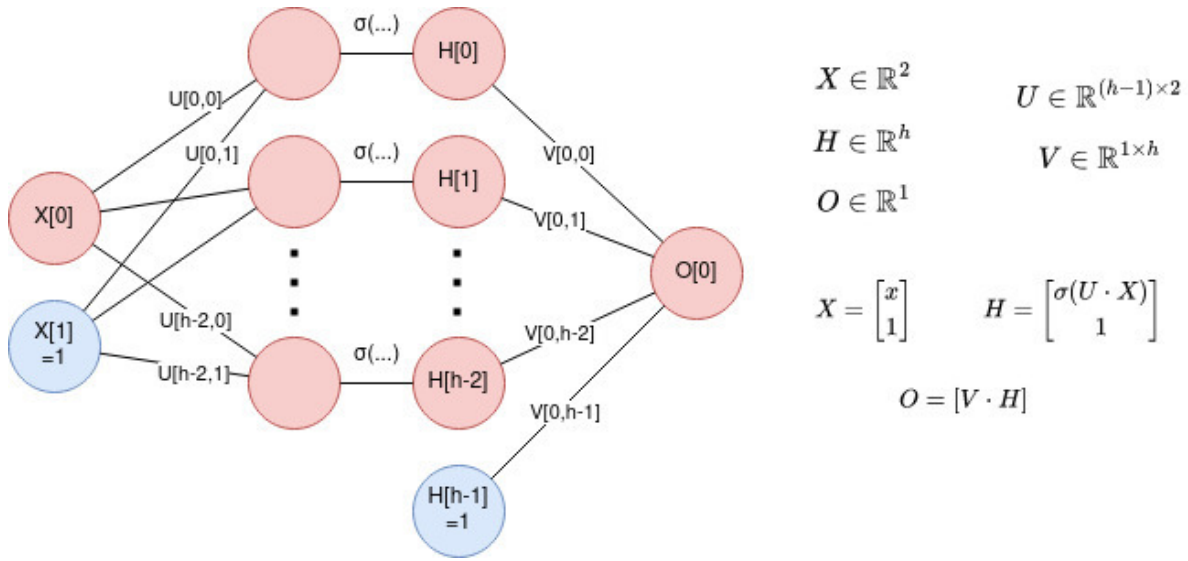 σ(...)
H[0]
U[0,0]
U[0,1]
V[0,0]
σ(...)
H[1]
X[0]
V[0,1]
O[0]
X[1]
=1
U[h-2,0]
V[0,h-2]
σ(...)
U[h-2,1]
H[h-2]
V[0,h-1]
H[h-1]
=1
X ∈ ℝ²
U ∈ ℝ^{(h−1)×2}
H ∈ ℝ^h
V ∈ ℝ^{1×h}
O ∈ ℝ¹
X = [x
1]
H = [σ(U · X)
1]
O = [V · H]